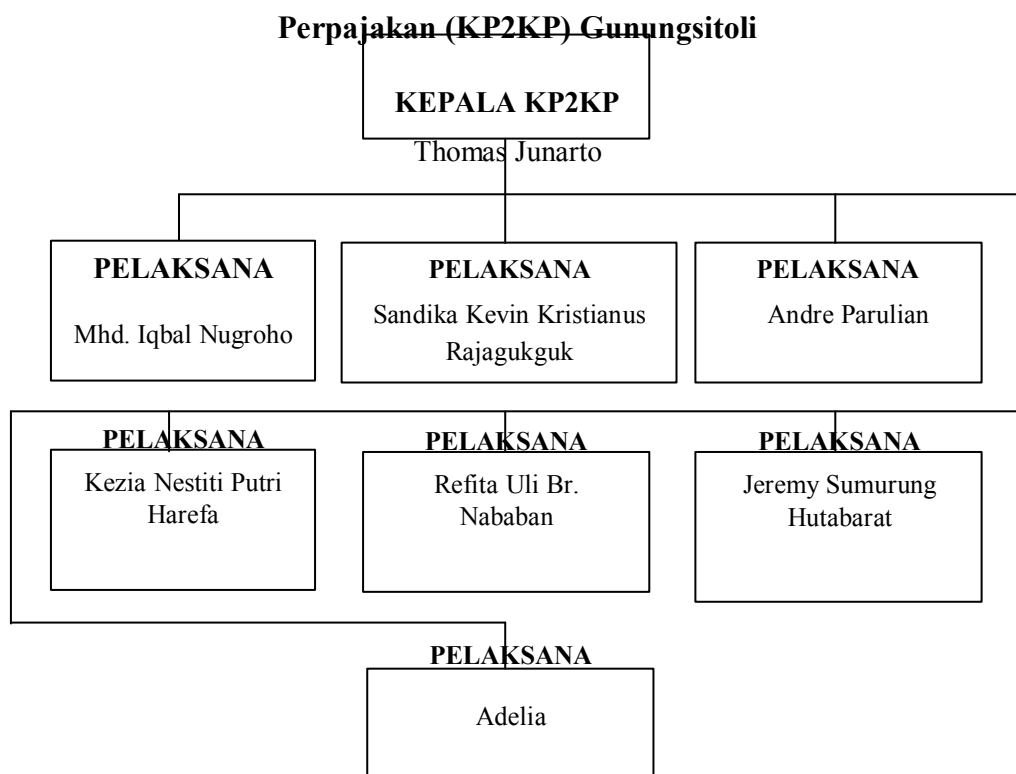 Perpajakan (KP2KP) Gunungsitoli
KEPALA KP2KP
Thomas Junarto
PELAKSANA
Mhd. Iqbal Nugroho
PELAKSANA
Sandika Kevin Kristianus
Rajagukguk
PELAKSANA
Andre Parulian
PELAKSANA
Kezia Nestiti Putri
Harefa
PELAKSANA
Refita Uli Br.
Nababan
PELAKSANA
Jeremy Sumurung
Hutabarat
PELAKSANA
Adelia